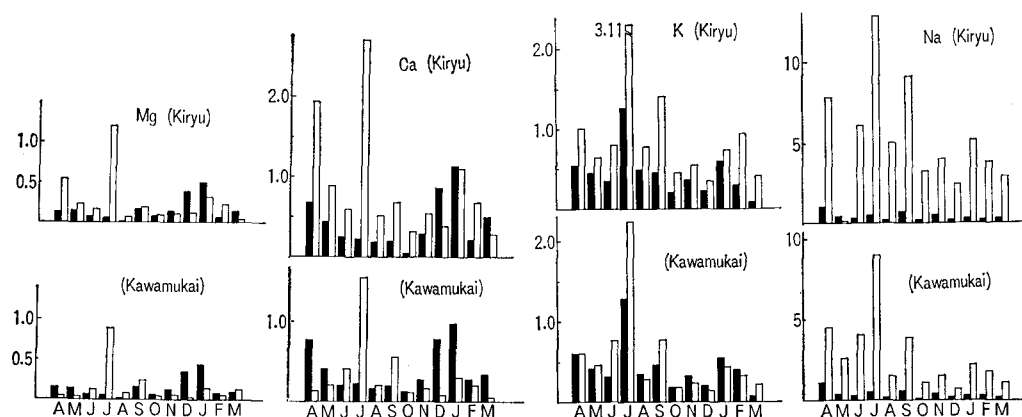 Mg (Kiryu)
1.0
0.5
Ca (Kiryu)
2.0
1.0
K (Kiryu)
3.11
2.0
1.0
Na (Kiryu)
10
5
(Kawamukai)
1.0
0.5
A M J J A S O N D J F M
(Kawamukai)
1.0
A M J J A S O N D J F M
(Kawamukai)
2.0
1.0
A M J J A S O N D J F M
(Kawamukai)
10
5
A M J J A S O N D J F M